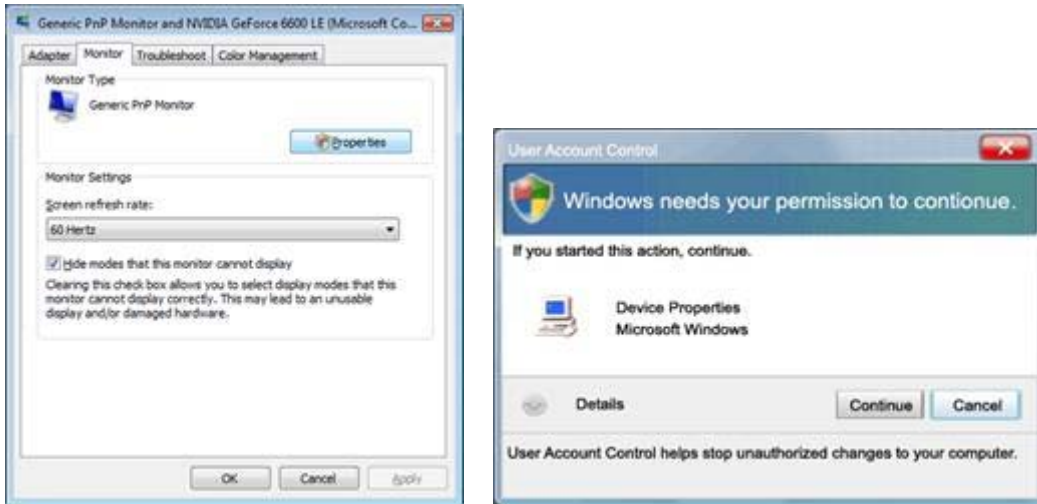 Generic PnP Monitor and NVIDIA GeForce 6600 LE (Microsoft Co...
Adapter Monitor Troubleshoot Color Management
Monitor Type
Generic PnP Monitor
Properties
Monitor Settings
Screen refresh rate:
60 Hertz
Hide modes that this monitor cannot display
Clearing this check box allows you to select display modes that this
monitor cannot display correctly. This may lead to an unusable
display and/or damaged hardware.
OK Cancel Apply
User Account Control
Windows needs your permission to contionue.
If you started this action, continue.
Device Properties
Microsoft Windows
Details Continue Cancel
User Account Control helps stop unauthorized changes to your computer.